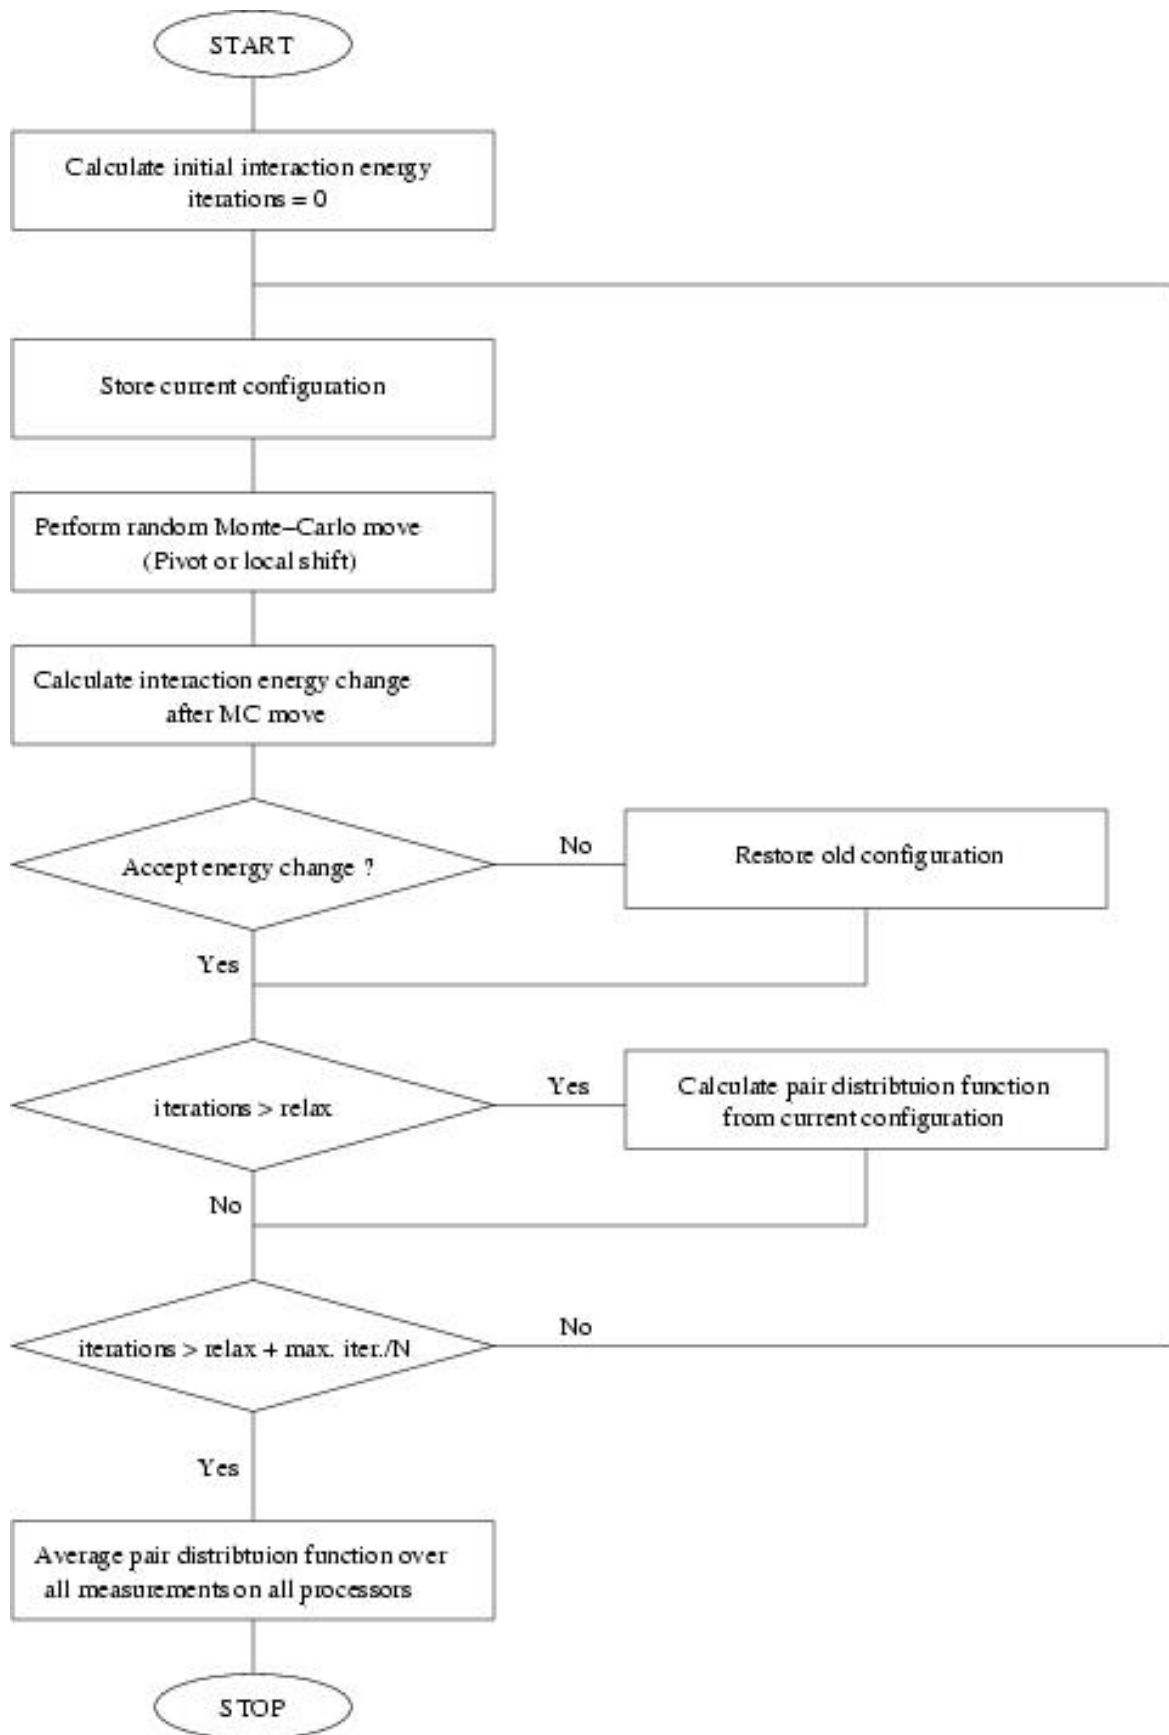 START
Calculate initial interaction energy
iterations = 0
Store current configuration
Perform random Monte–Carlo move
(Pivot or local shift)
Calculate interaction energy change
after MC move
Accept energy change ?
No
Restore old configuration
Yes
iterations > relax
Yes
Calculate pair distribtuion function
from current configuration
No
iterations > relax + max. iter./N
No
Yes
Average pair distribtuion function over
all measurements on all processors
STOP